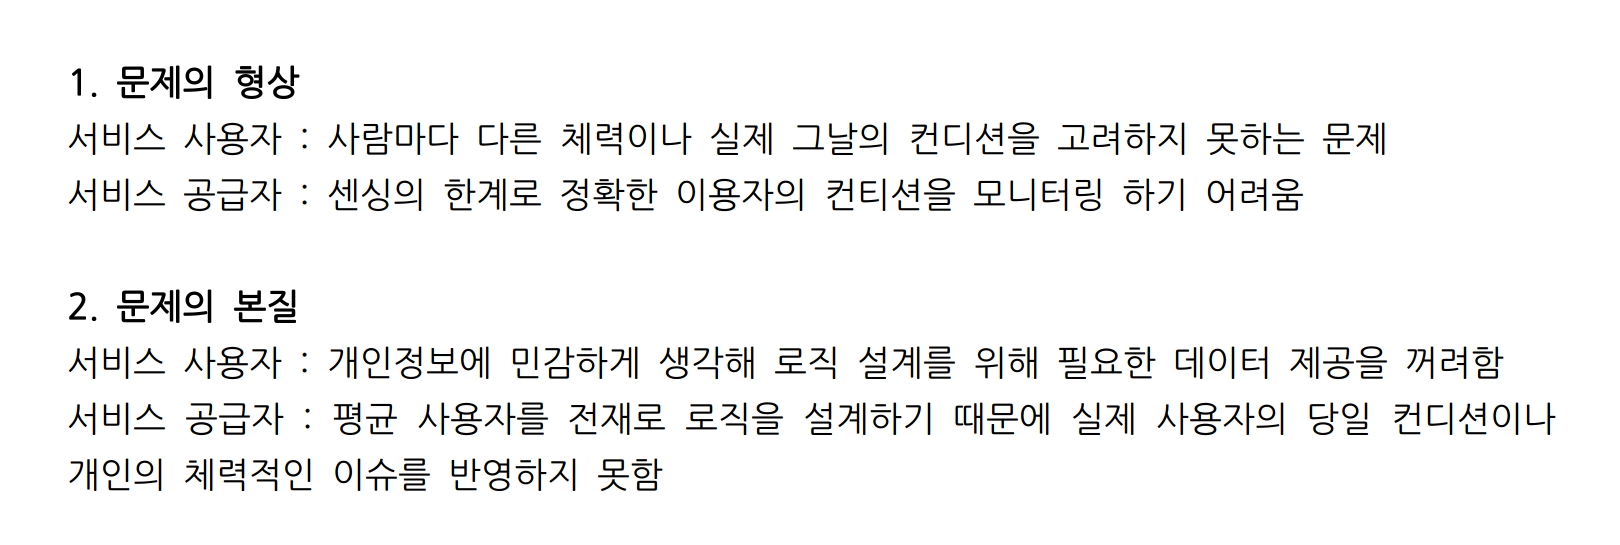 1. 문제의 형상
서비스 사용자 : 사람마다 다른 체력이나 실제 그날의 컨디션을 고려하지 못하는 문제
서비스 공급자 : 센싱의 한계로 정확한 이용자의 컨티션을 모니터링 하기 어려움
2. 문제의 본질
서비스 사용자 : 개인정보에 민감하게 생각해 로직 설계를 위해 필요한 데이터 제공을 꺼려함
서비스 공급자 : 평균 사용자를 전재로 로직을 설계하기 때문에 실제 사용자의 당일 컨디션이나
개인의 체력적인 이슈를 반영하지 못함